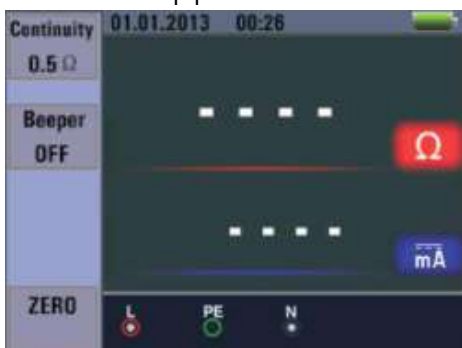 Continuity 01.01.2013 00:26
0.5 Ω
Beeper
OFF
- - - -
Ω
- - - -
mA
ZERO
L PE N